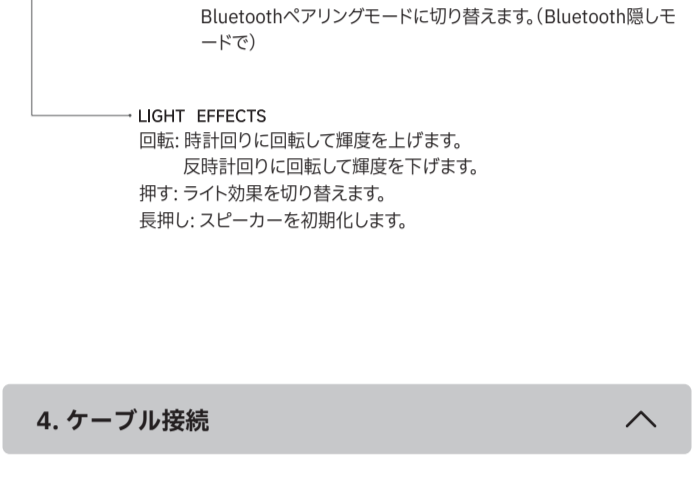 Bluetoothペアリングモードに切り替えます。（Bluetooth隠しモ
ードで）
LIGHT EFFECTS
回転: 時計回りに回転して輝度を上げます。
反時計回りに回転して輝度を下げます。
押す: ライト効果を切り替えます。
長押し: スピーカーを初期化します。
4. ケーブル接続